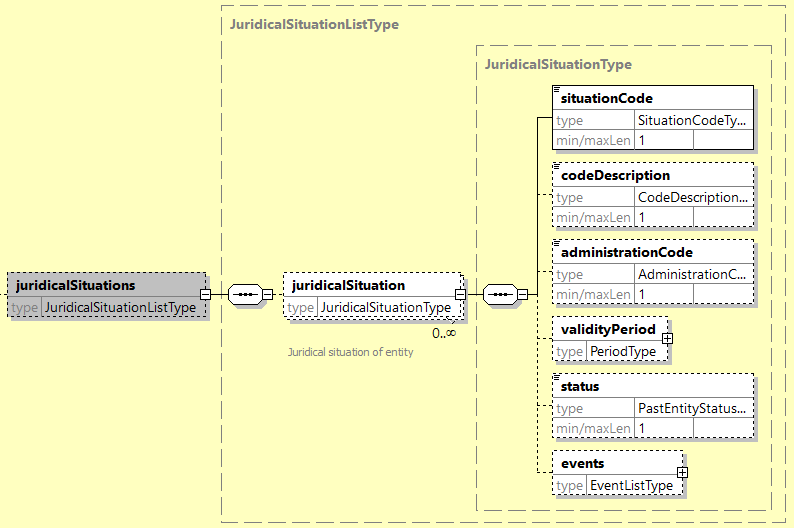 JuridicalSituationListType
JuridicalSituationType
situationCode
type SituationCodeTy...
min/maxLen 1
codeDescription
type CodeDescription...
min/maxLen 1
administrationCode
type AdministrationC...
min/maxLen 1
juridicalSituations
type JuridicalSituationListType
juridicalSituation
type JuridicalSituationType
0..∞
Juridical situation of entity
validityPeriod
type PeriodType
status
type PastEntityStatus...
min/maxLen 1
events
type EventListType